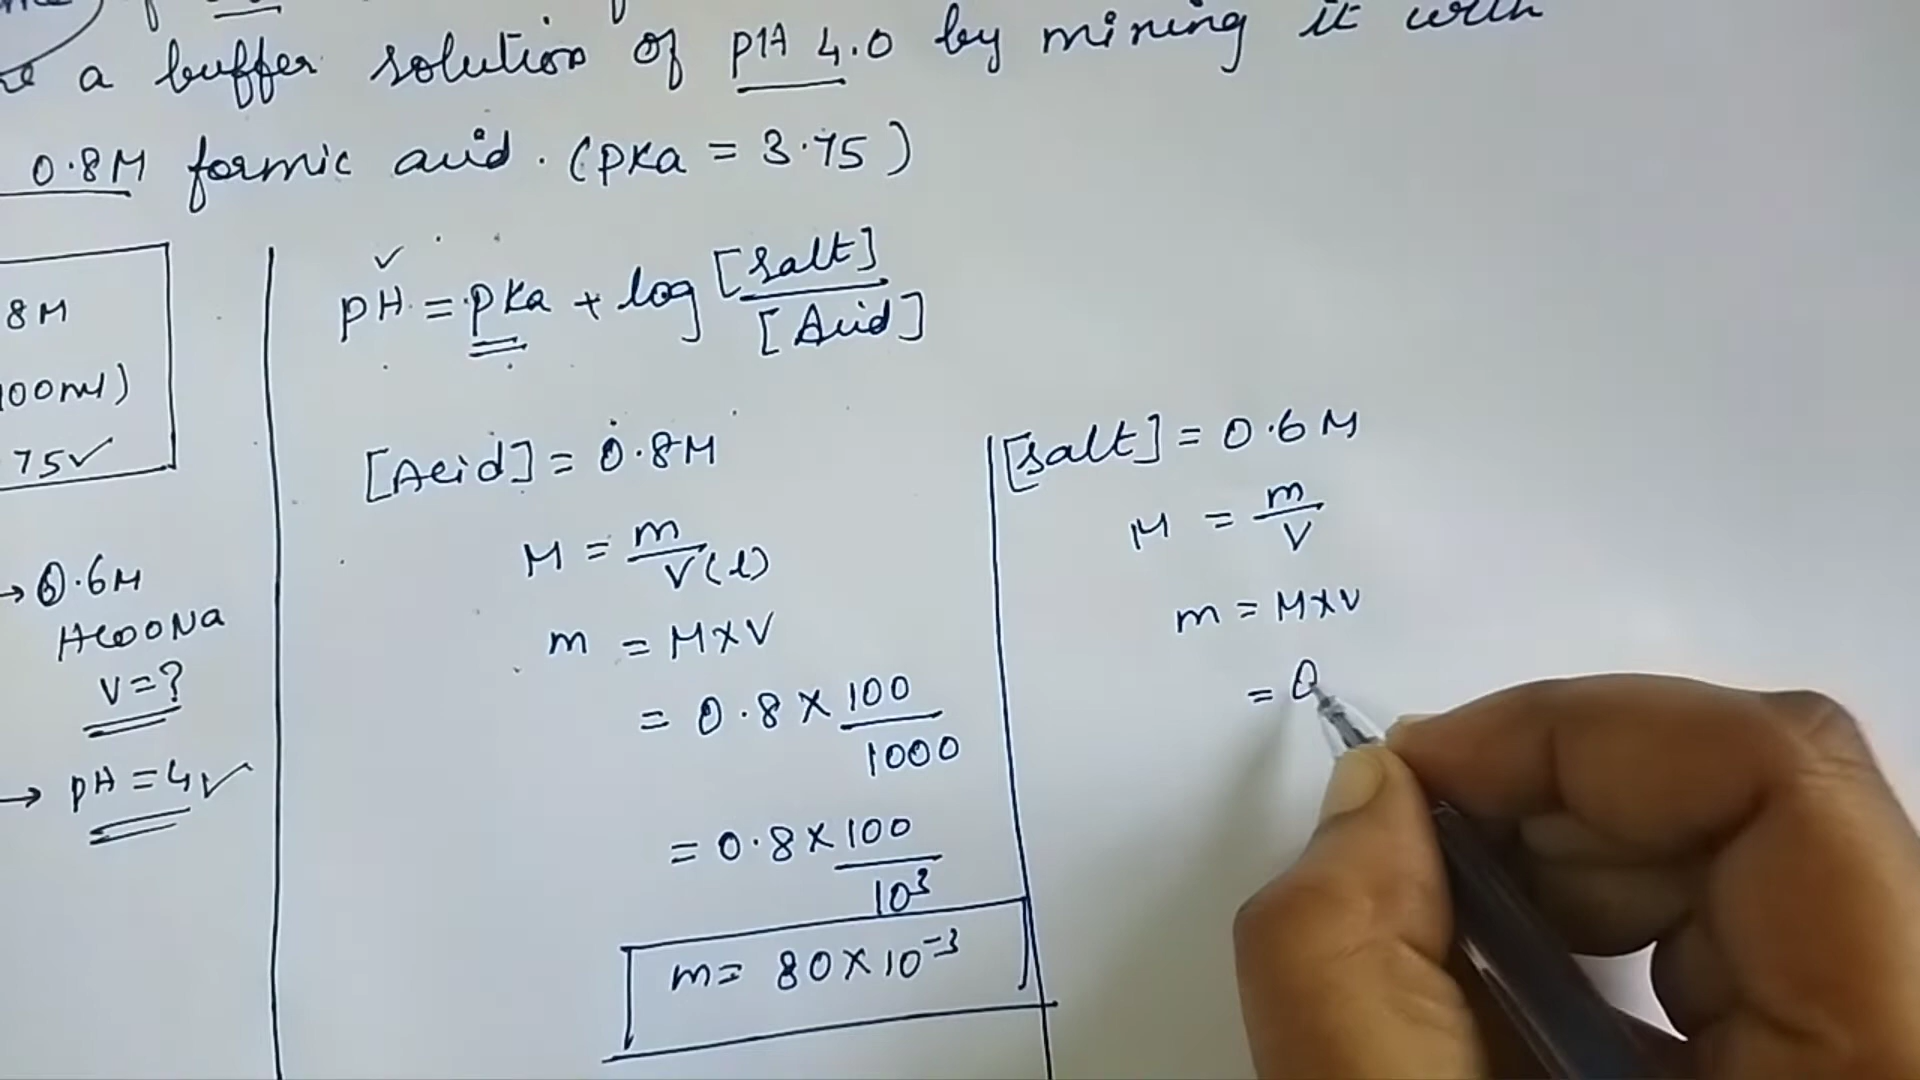 a buffer solution of pH 4.0 by mixing it with
0.8M formic acid. (pKa = 3.75)
8M
100ml)
75✓
→ 0.6M
HCOONa
V=?
→ pH = 4 ✓
✓
pH = pKa + log [Salt]
[Acid]
[Acid] = 0.8M
M = m
V(l)
m = M×V
= 0.8 × 100
1000
= 0.8 × 100
10³
m = 80×10⁻³
[Salt] = 0.6M
M = m
V
m = M×V
= 0